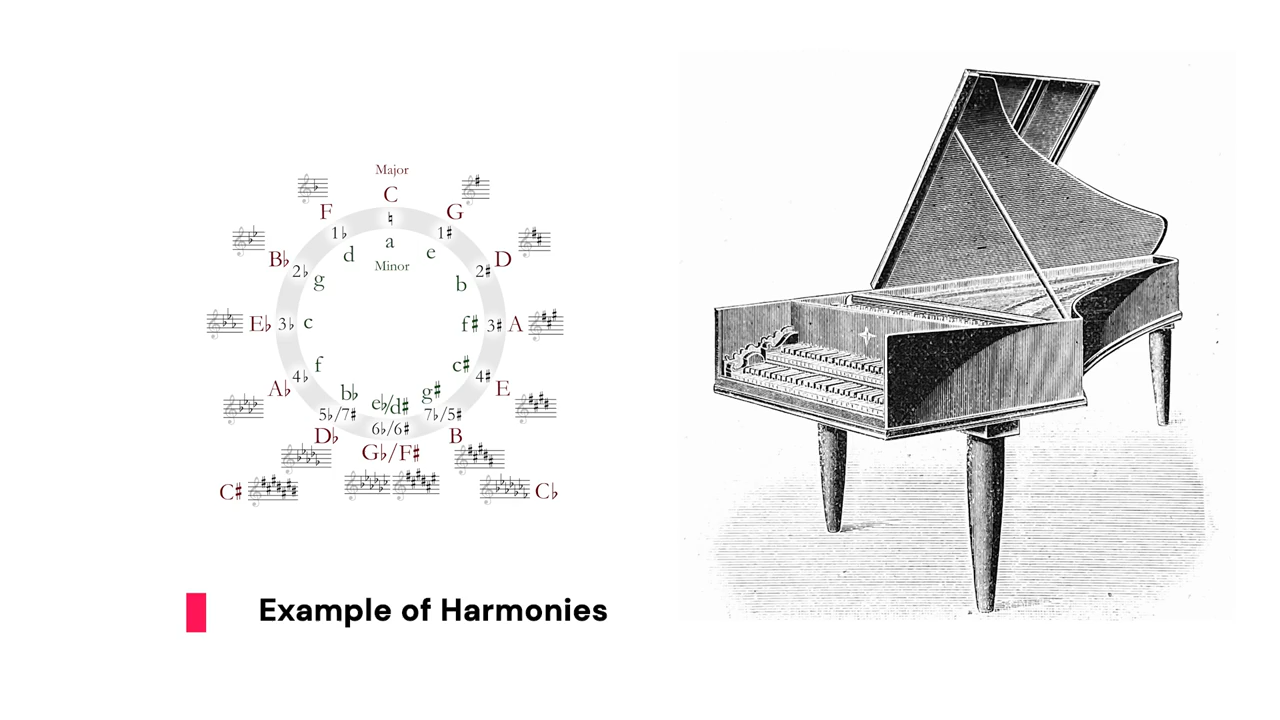 Major
C
F
G
♮
1♭
1♯
a
d
e
Minor
B♭
D
2♭
2♯
g
b
E♭
3♭
c
f♯
3♯
A
f
c♯
A♭
4♭
4♯
E
b♭
g♯
e♭/d♯
5♭/7♯
7♭/5♯
6♭/6♯
D♭
B
G♭/F♯
C♯
C♭
Example of Harmonies